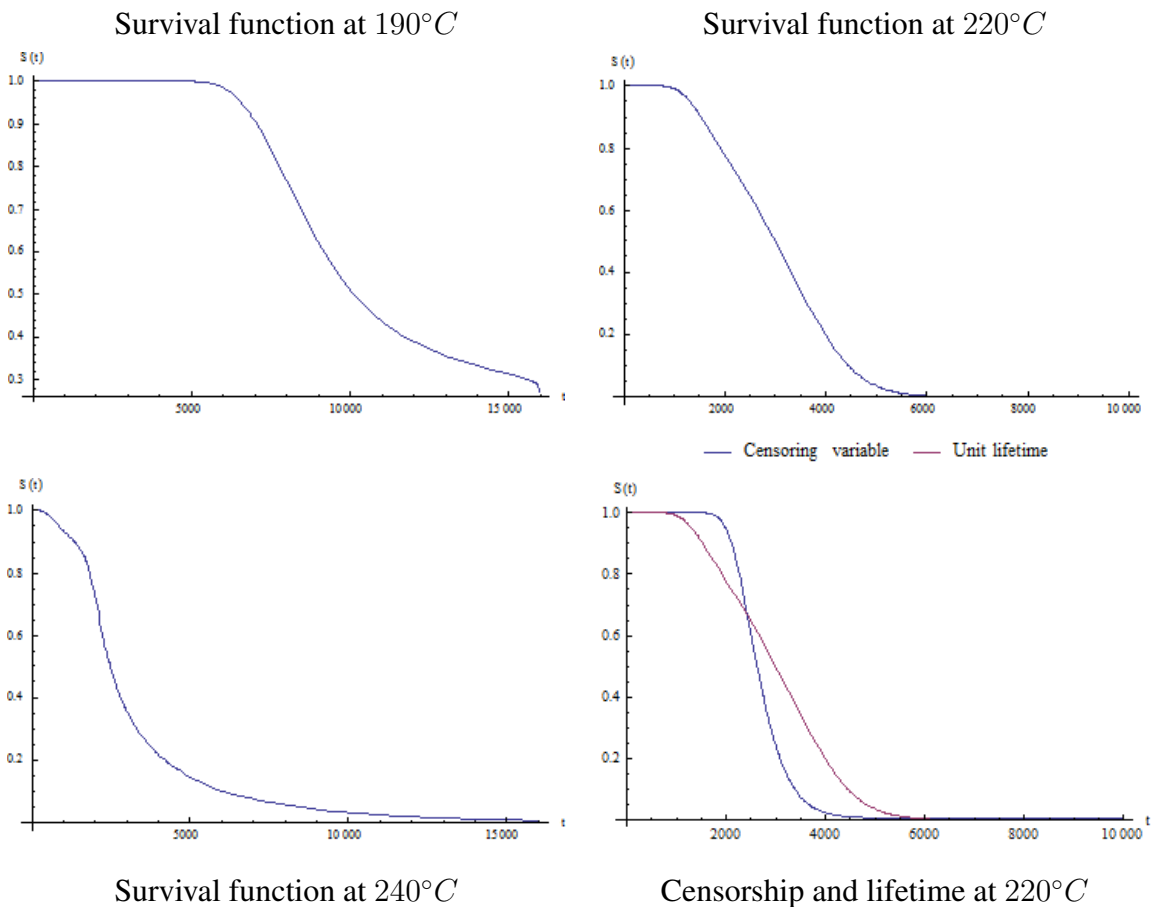 Survival function at 190°C
Survival function at 220°C
S(t)
1.0
0.9
0.8
0.7
0.6
0.5
0.4
0.3
5000
10 000
15 000
t
S(t)
1.0
0.8
0.6
0.4
0.2
2000
4000
6000
8000
10 000
t
Censoring variable
Unit lifetime
S(t)
1.0
0.8
0.6
0.4
0.2
5000
10 000
15 000
t
S(t)
1.0
0.8
0.6
0.4
0.2
2000
4000
6000
8000
10 000
t
Survival function at 240°C
Censorship and lifetime at 220°C